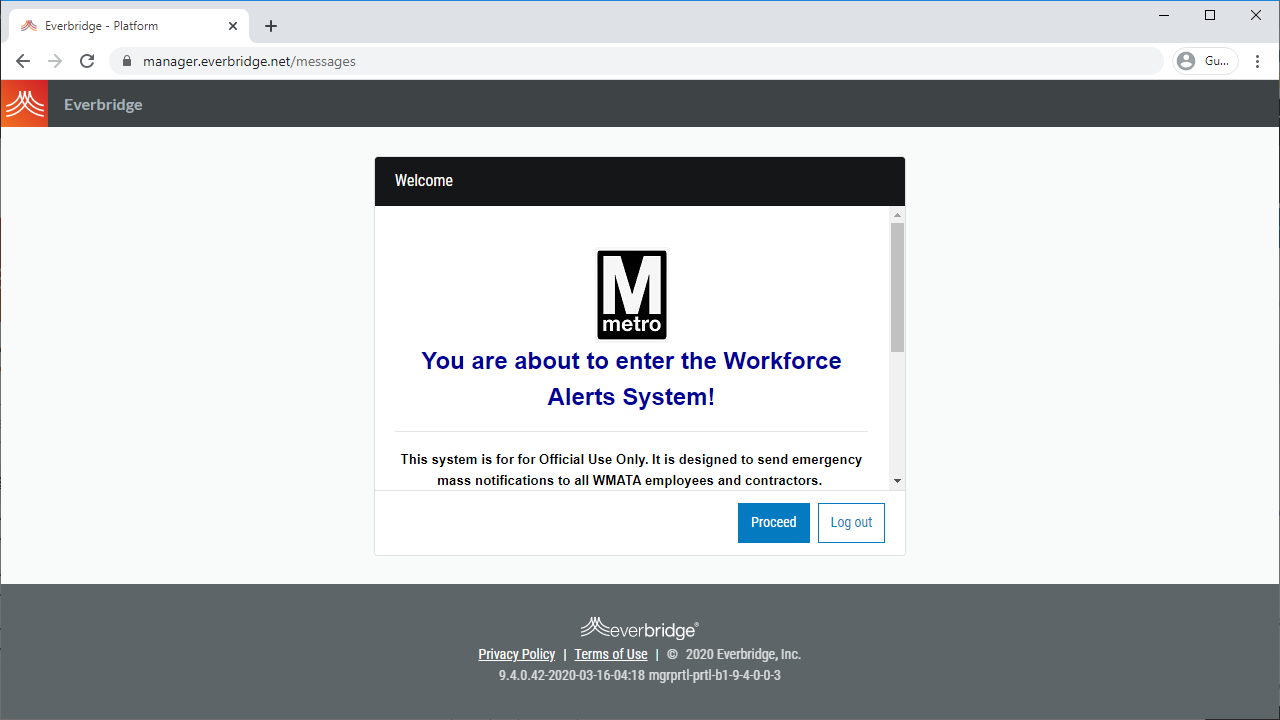 Everbridge - Platform
manager.everbridge.net/messages
Gu...
Everbridge
Welcome
M
metro
You are about to enter the Workforce
Alerts System!
This system is for for Official Use Only. It is designed to send emergency
mass notifications to all WMATA employees and contractors.
Proceed
Log out
everbridge®
Privacy Policy | Terms of Use | © 2020 Everbridge, Inc.
9.4.0.42-2020-03-16-04:18 mgrprtl-prtl-b1-9-4-0-0-3